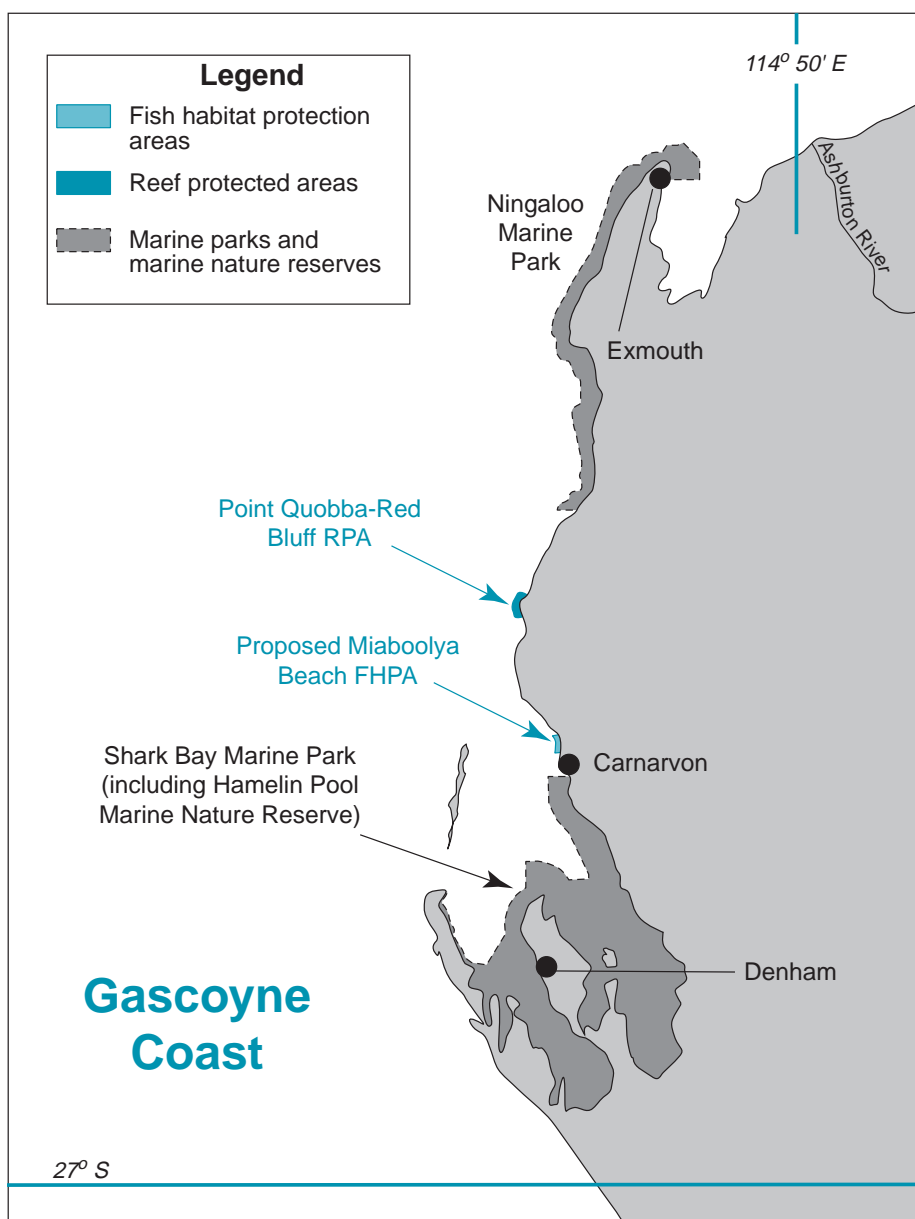 Legend
Fish habitat protection
areas
Reef protected areas
Marine parks and
marine nature reserves
114° 50' E
Ashburton River
Ningaloo
Marine
Park
Exmouth
Point Quobba-Red
Bluff RPA
Proposed Miaboolya
Beach FHPA
Shark Bay Marine Park
(including Hamelin Pool
Marine Nature Reserve)
Carnarvon
Denham
Gascoyne
Coast
27° S